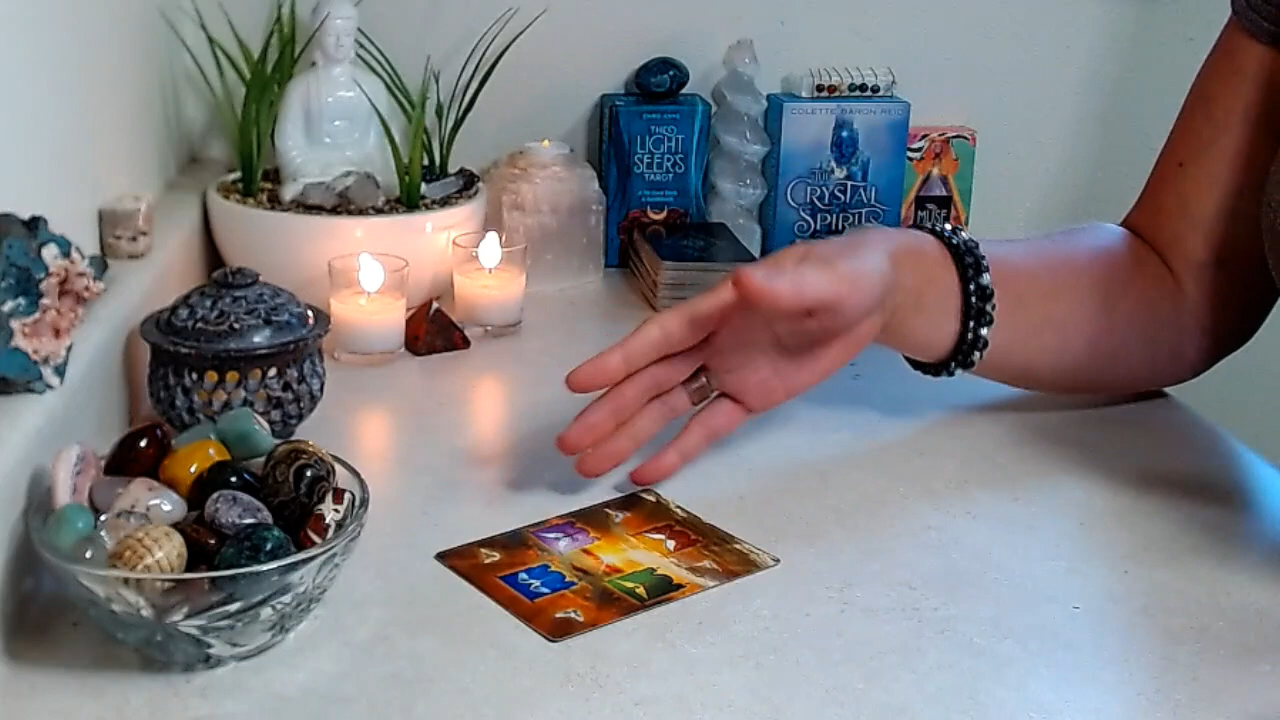 CHRIS-ANNE
THE
LIGHT
SEER'S
TAROT
COLETTE BARON REID
THE
CRYSTAL
SPIRITS
MUSE